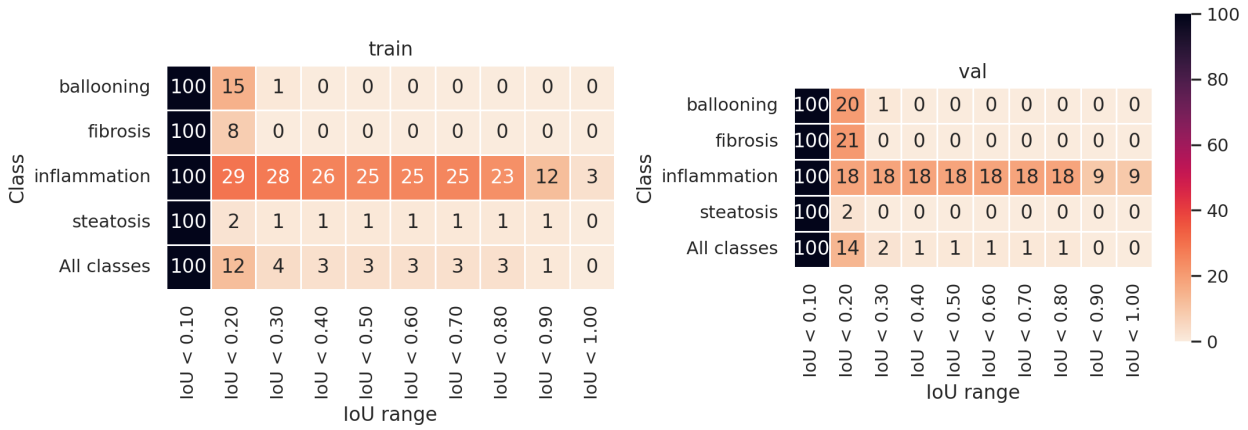 train
Class
ballooning 100 15 1 0 0 0 0 0 0 0
fibrosis 100 8 0 0 0 0 0 0 0 0
inflammation 100 29 28 26 25 25 25 23 12 3
steatosis 100 2 1 1 1 1 1 1 1 0
All classes 100 12 4 3 3 3 3 3 1 0
IoU < 0.10 IoU < 0.20 IoU < 0.30 IoU < 0.40 IoU < 0.50 IoU < 0.60 IoU < 0.70 IoU < 0.80 IoU < 0.90 IoU < 1.00
IoU range
val
Class
ballooning 100 20 1 0 0 0 0 0 0 0
fibrosis 100 21 0 0 0 0 0 0 0 0
inflammation 100 18 18 18 18 18 18 18 9 9
steatosis 100 2 0 0 0 0 0 0 0 0
All classes 100 14 2 1 1 1 1 1 0 0
IoU < 0.10 IoU < 0.20 IoU < 0.30 IoU < 0.40 IoU < 0.50 IoU < 0.60 IoU < 0.70 IoU < 0.80 IoU < 0.90 IoU < 1.00
IoU range
100
80
60
40
20
0